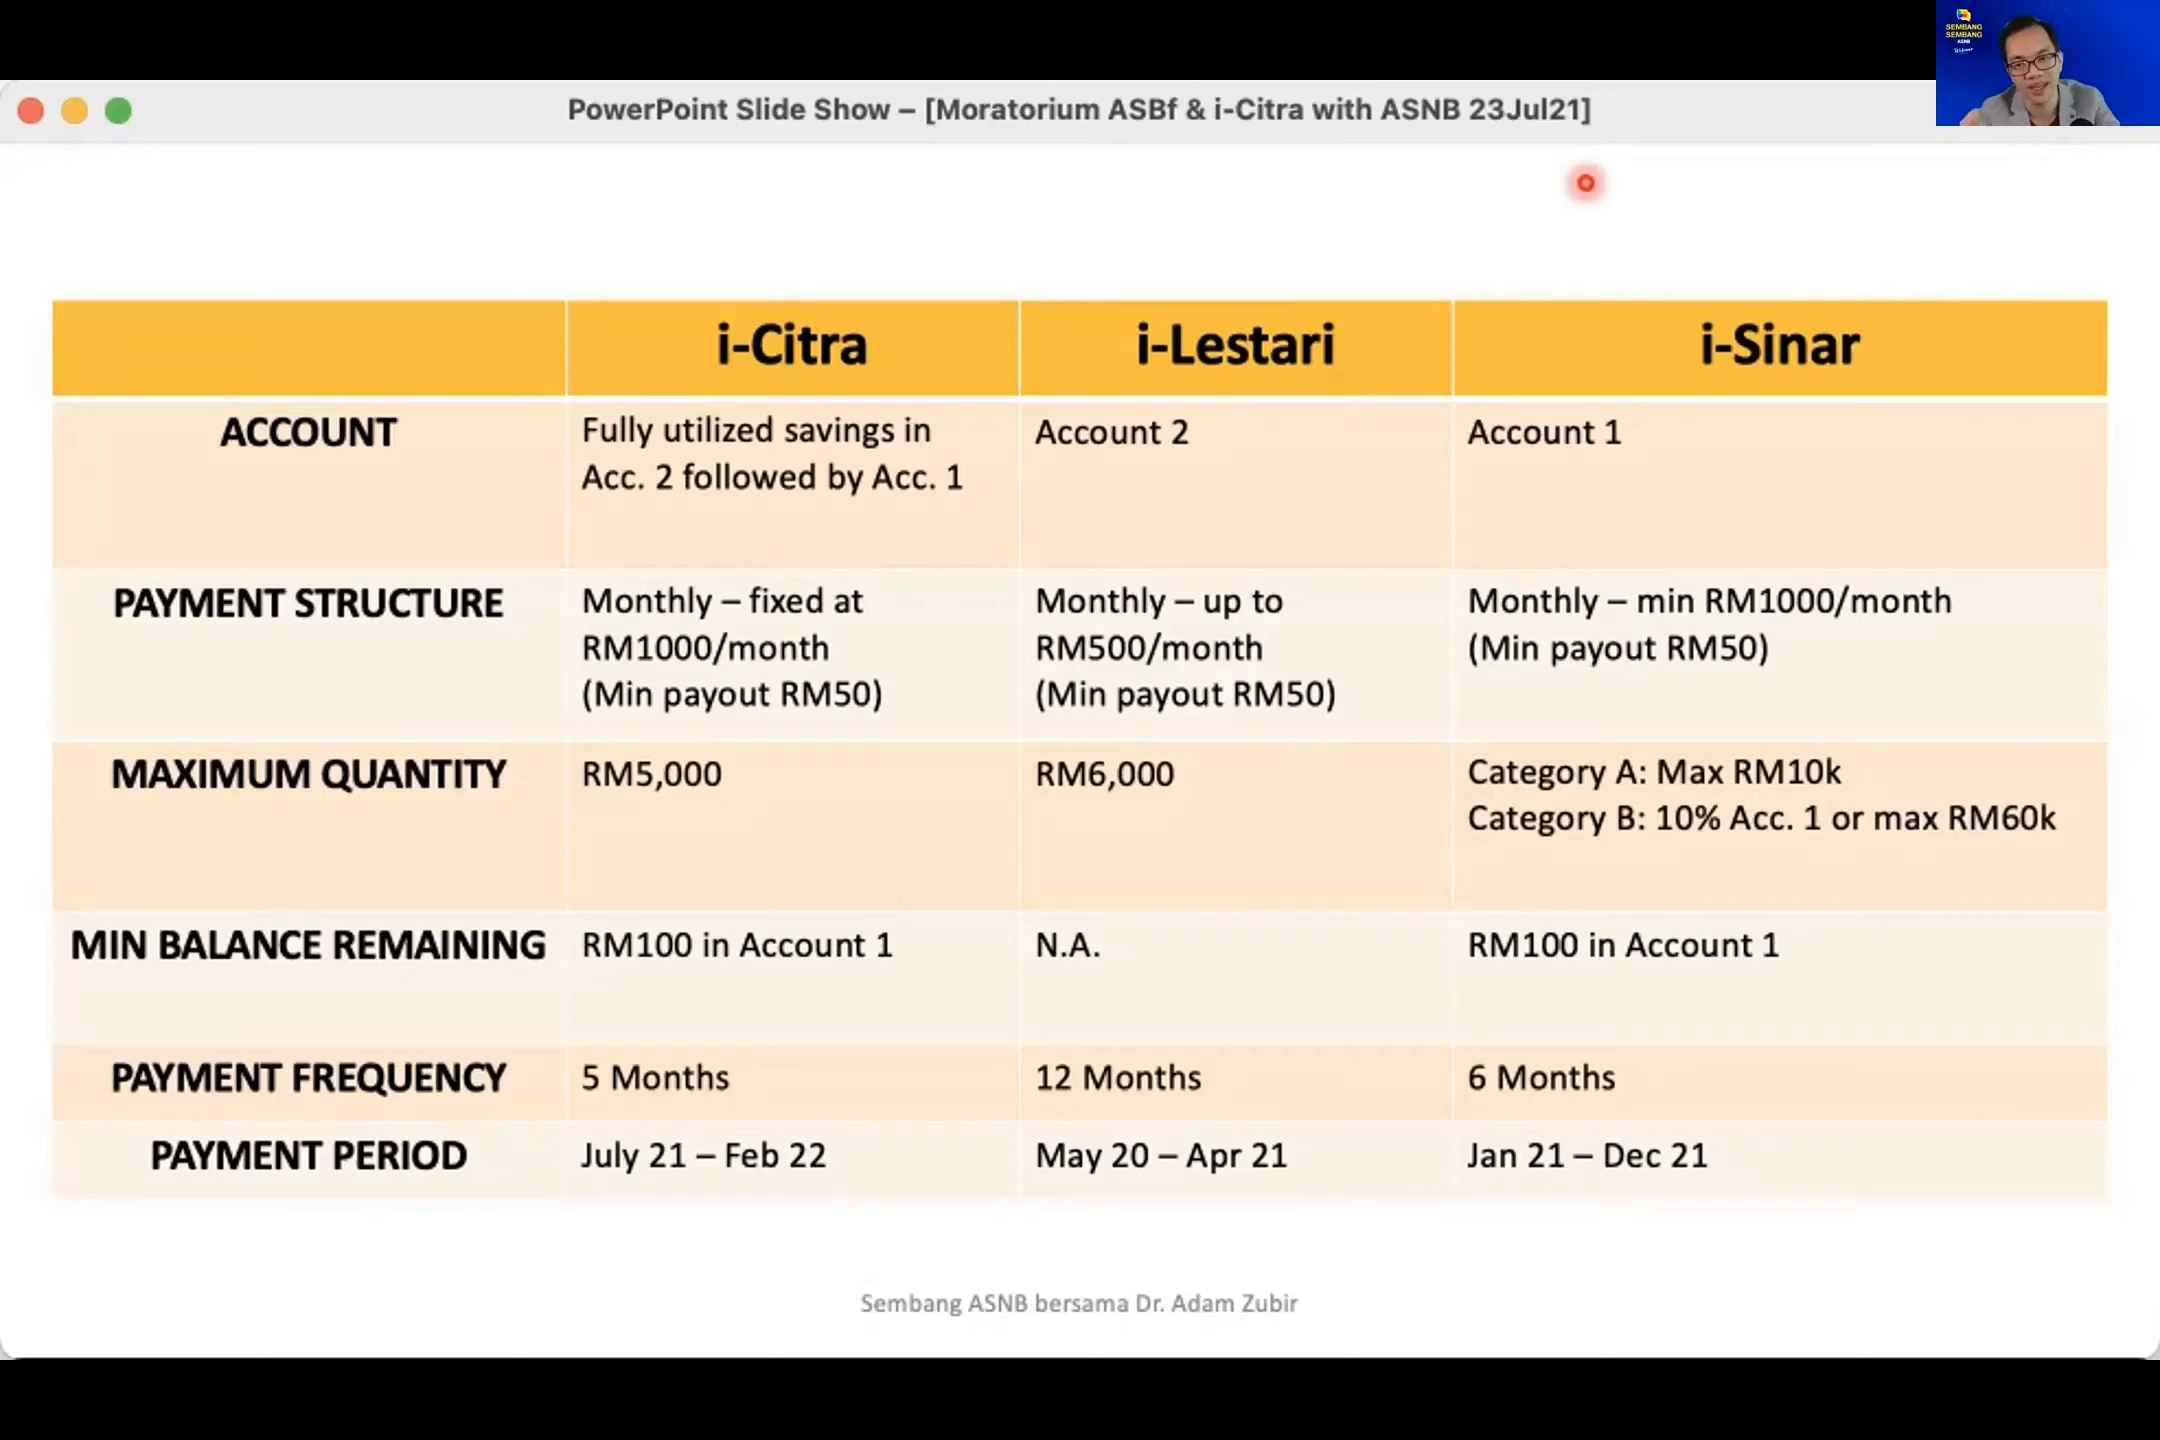 SEMBANG
SEMBANG
ASNB
Webinar
PowerPoint Slide Show – [Moratorium ASBf & i-Citra with ASNB 23Jul21]
i-Citra
i-Lestari
i-Sinar
ACCOUNT
Fully utilized savings in
Acc. 2 followed by Acc. 1
Account 2
Account 1
PAYMENT STRUCTURE
Monthly – fixed at
RM1000/month
(Min payout RM50)
Monthly – up to
RM500/month
(Min payout RM50)
Monthly – min RM1000/month
(Min payout RM50)
MAXIMUM QUANTITY
RM5,000
RM6,000
Category A: Max RM10k
Category B: 10% Acc. 1 or max RM60k
MIN BALANCE REMAINING
RM100 in Account 1
N.A.
RM100 in Account 1
PAYMENT FREQUENCY
5 Months
12 Months
6 Months
PAYMENT PERIOD
July 21 – Feb 22
May 20 – Apr 21
Jan 21 – Dec 21
Sembang ASNB bersama Dr. Adam Zubir